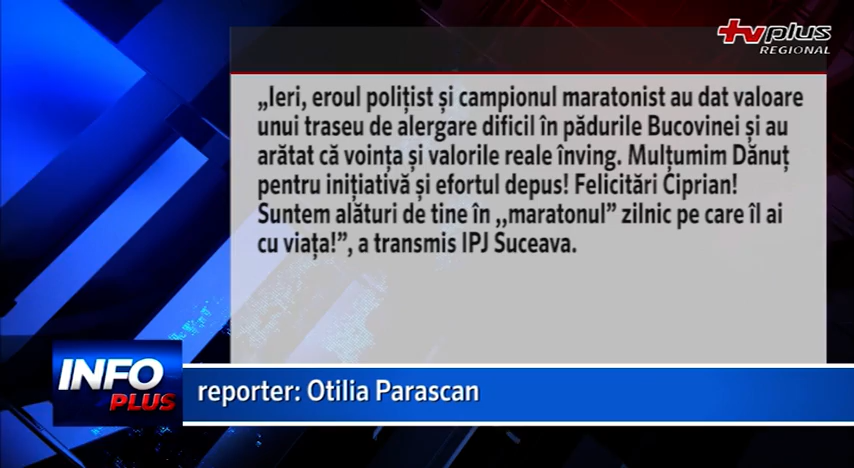 tvplus
REGIONAL
„Ieri, eroul polițist și campionul maratonist au dat valoare
unui traseu de alergare dificil în pădurile Bucovinei și au
arătat că voința și valorile reale înving. Mulțumim Dănuț
pentru inițiativă și efortul depus! Felicitări Ciprian!
Suntem alături de tine în ,,maratonul” zilnic pe care îl ai
cu viața!”, a transmis IPJ Suceava.
INFO
PLUS
reporter: Otilia Parascan